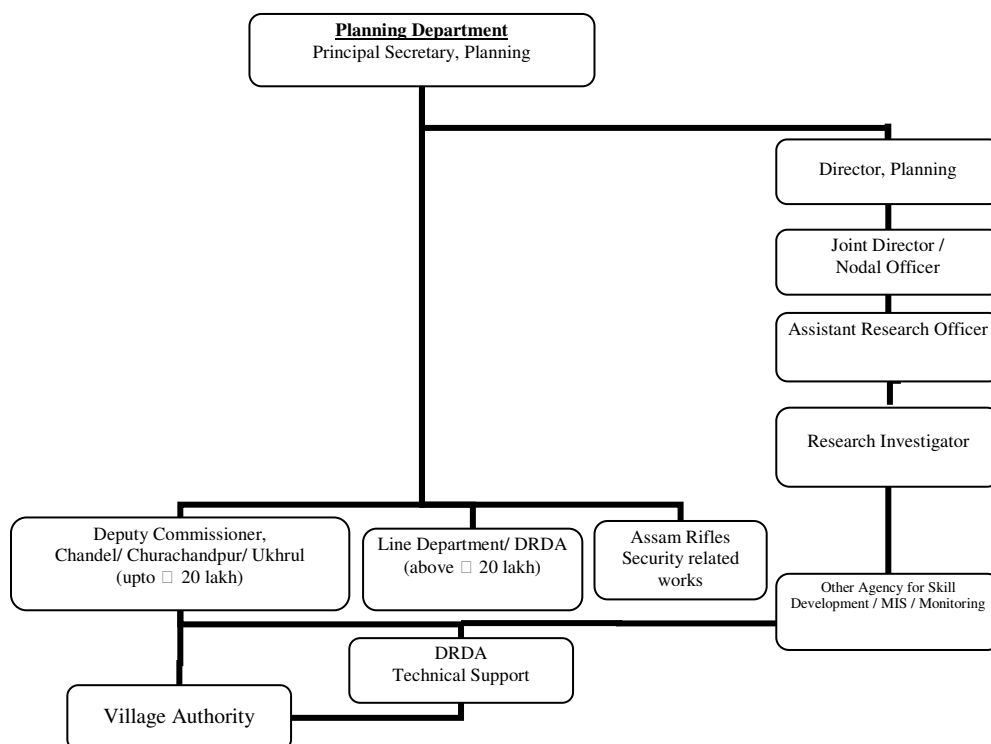 Planning Department
Principal Secretary, Planning
Director, Planning
Joint Director /
Nodal Officer
Assistant Research Officer
Research Investigator
Deputy Commissioner,
Chandel/ Churachandpur/ Ukhrul
(upto □ 20 lakh)
Line Department/ DRDA
(above □ 20 lakh)
Assam Rifles
Security related
works
Other Agency for Skill
Development / MIS / Monitoring
DRDA
Technical Support
Village Authority